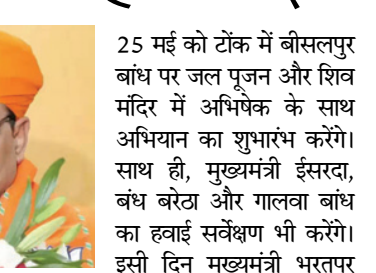 25 मई को टोंक में बीसलपुर
बांध पर जल पूजन और शिव
मंदिर में अभिषेक के साथ
अभियान का शुभारंभ करेंगे।
साथ ही, मुख्यमंत्री ईसरदा,
बंध बरेठा और गालवा बांध
का हवाई सर्वेक्षण भी करेंगे।
इसी दिन मुख्यमंत्री भरतपुर